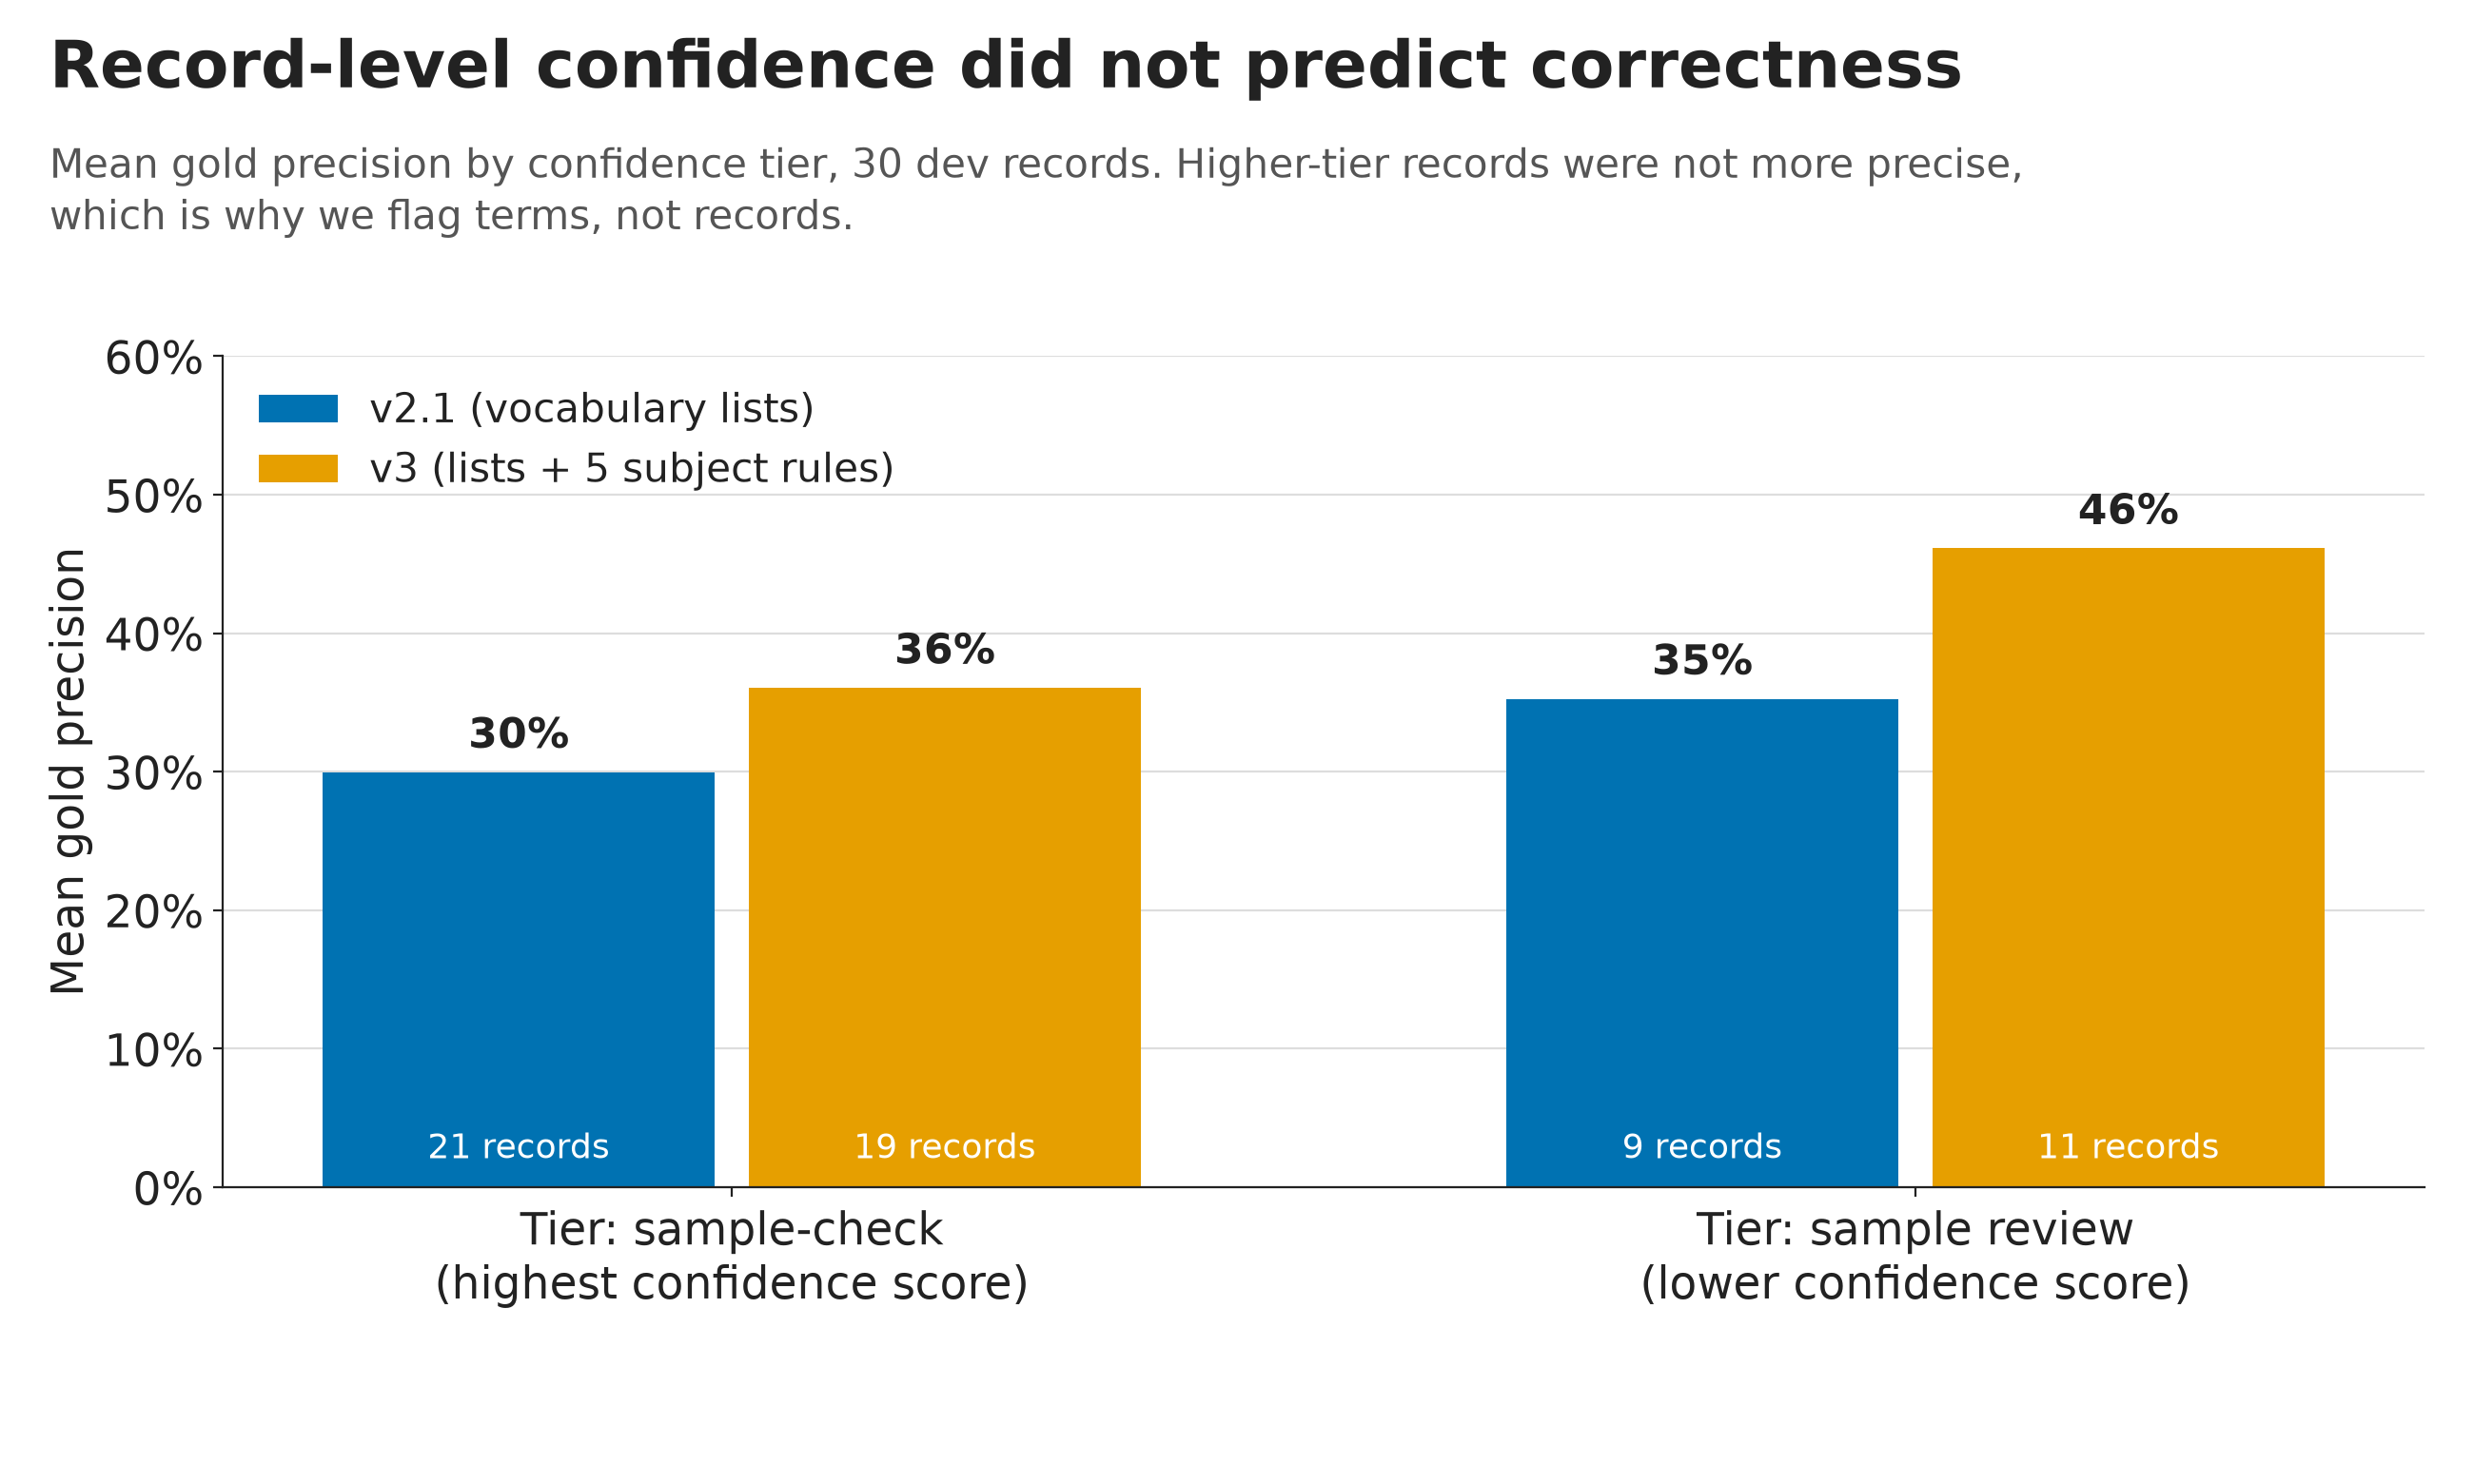 Record-level confidence did not predict correctness
Mean gold precision by confidence tier, 30 dev records. Higher-tier records were not more precise,
which is why we flag terms, not records.
60%
50%
40%
30%
20%
10%
0%
Mean gold precision
v2.1 (vocabulary lists)
v3 (lists + 5 subject rules)
30%
36%
35%
46%
21 records
19 records
9 records
11 records
Tier: sample-check
(highest confidence score)
Tier: sample review
(lower confidence score)